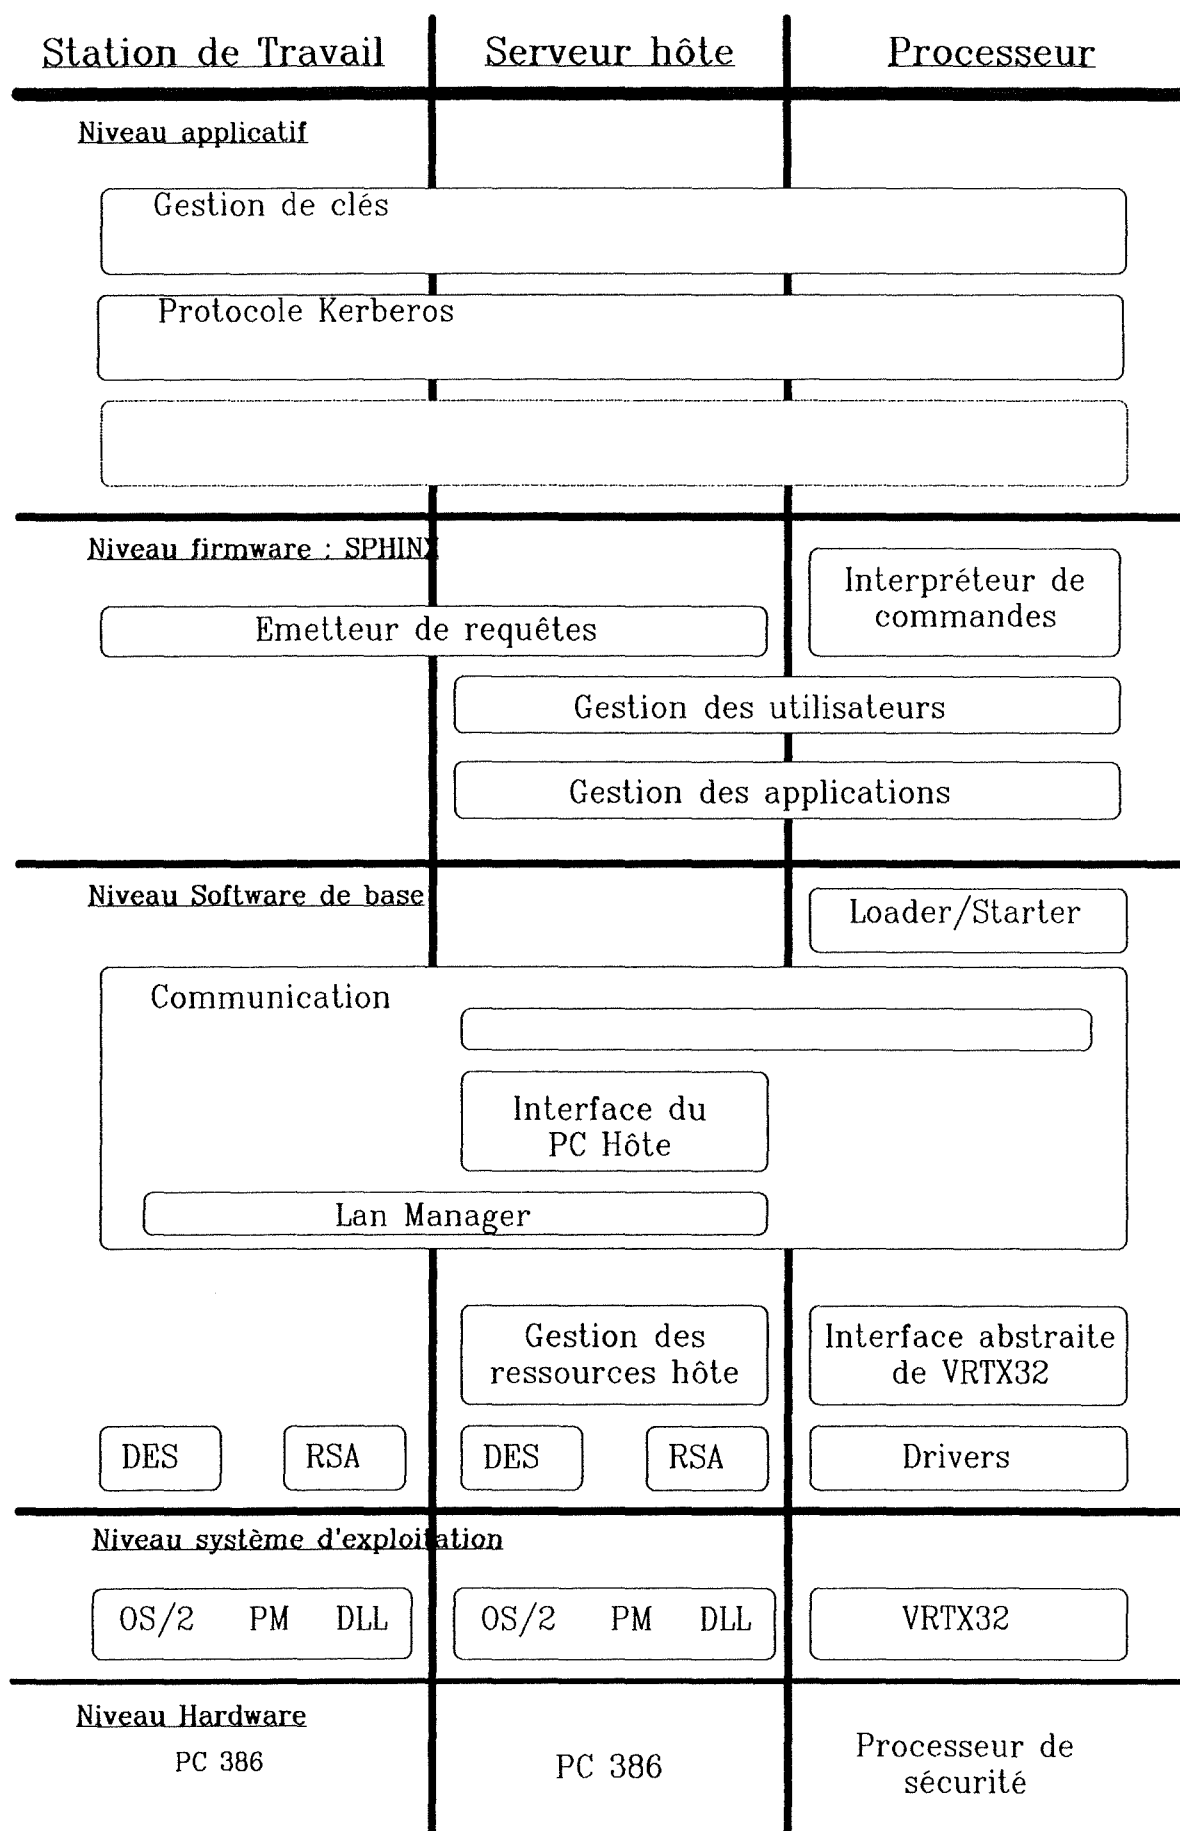 Station de Travail
Serveur hôte
Processeur
Niveau applicatif
Gestion de clés
Protocole Kerberos
Niveau firmware : SPHINX
Interpréteur de
commandes
Emetteur de requêtes
Gestion des utilisateurs
Gestion des applications
Niveau Software de base
Loader/Starter
Communication
Interface du
PC Hôte
Lan Manager
Gestion des
ressources hôte
Interface abstraite
de VRTX32
DES
RSA
DES
RSA
Drivers
Niveau système d'exploitation
OS/2 PM DLL
OS/2 PM DLL
VRTX32
Niveau Hardware
PC 386
PC 386
Processeur de
sécurité